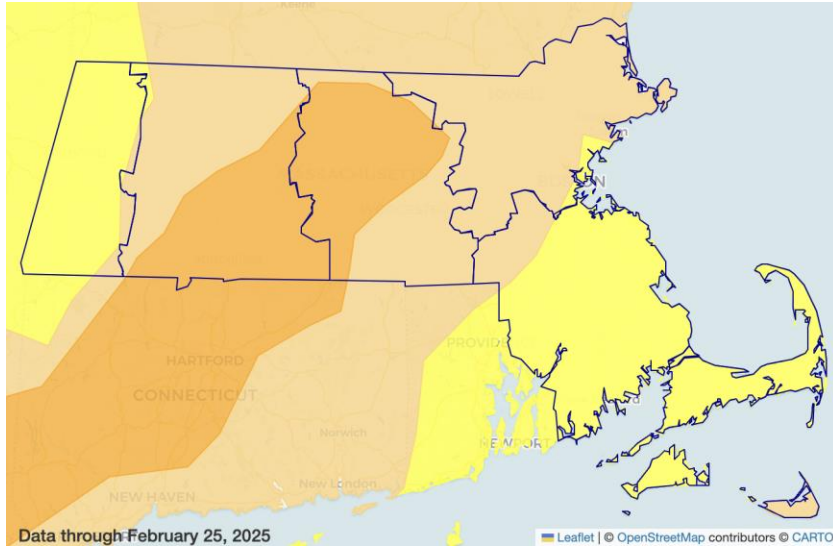 Keene
MASSACHUSETTS
BOSTON
PROVIDE
HARTFORD
CONNECTICUT
Norwich
NEWPORT
New London
NEW HAVEN
Data through February 25, 2025
Leaflet | © OpenStreetMap contributors © CARTO